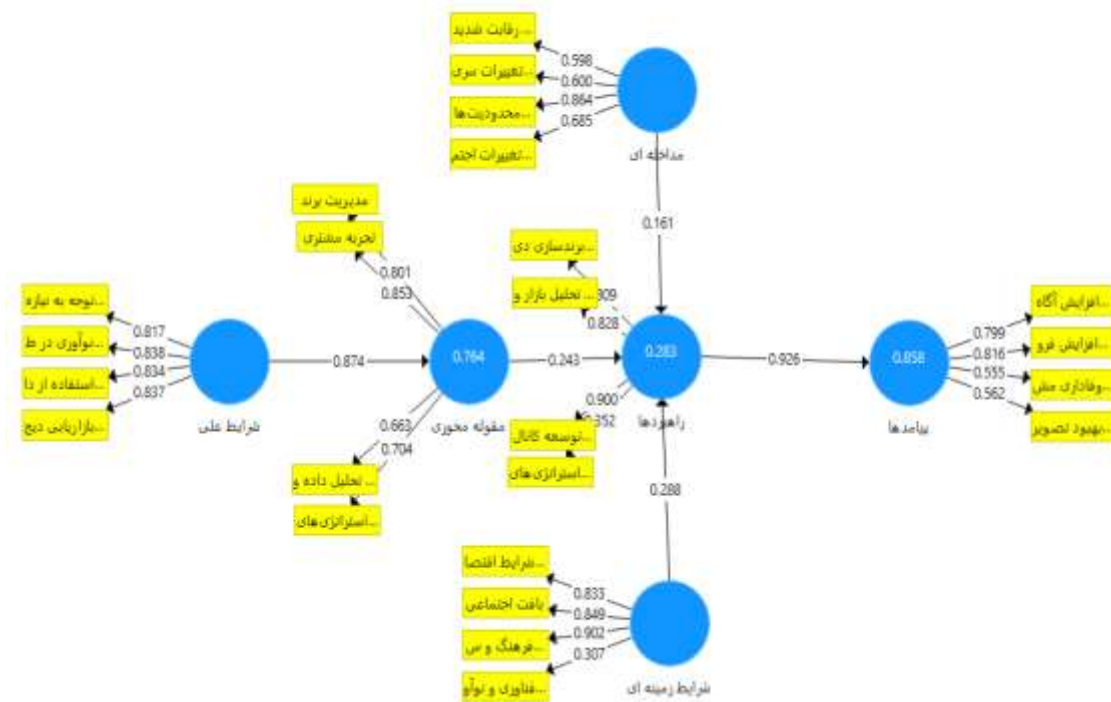 رقابت شدید...
تغییرات سری...
محدودیت‌ها...
تغییرات اجتم...
0.598
0.600
0.864
0.685
مداخله ای
0.161
مدیریت برند
تجربه مشتری
0.801
0.853
برندسازی دی...
تحلیل بازار و ...
0.828
توجه به نیازه...
نوآوری در ط...
استفاده از دا...
بازاریابی دیج...
0.817
0.838
0.834
0.837
شرایط علی
0.874
0.764
مقوله محوری
0.243
0.283
راهبردها
0.926
0.858
پیامدها
0.799
0.816
0.555
0.562
افزایش آگاه...
افزایش فرو...
وفاداری مش...
بهبود تصویر...
0.663
0.704
تحلیل داده و ...
استراتژی‌های...
0.900
توسعه کانال...
استراتژی‌های...
0.288
شرایط اقتصا...
بافت اجتماعی
فرهنگ و س...
فناوری و نوآو...
0.833
0.849
0.902
0.307
شرایط زمینه ای